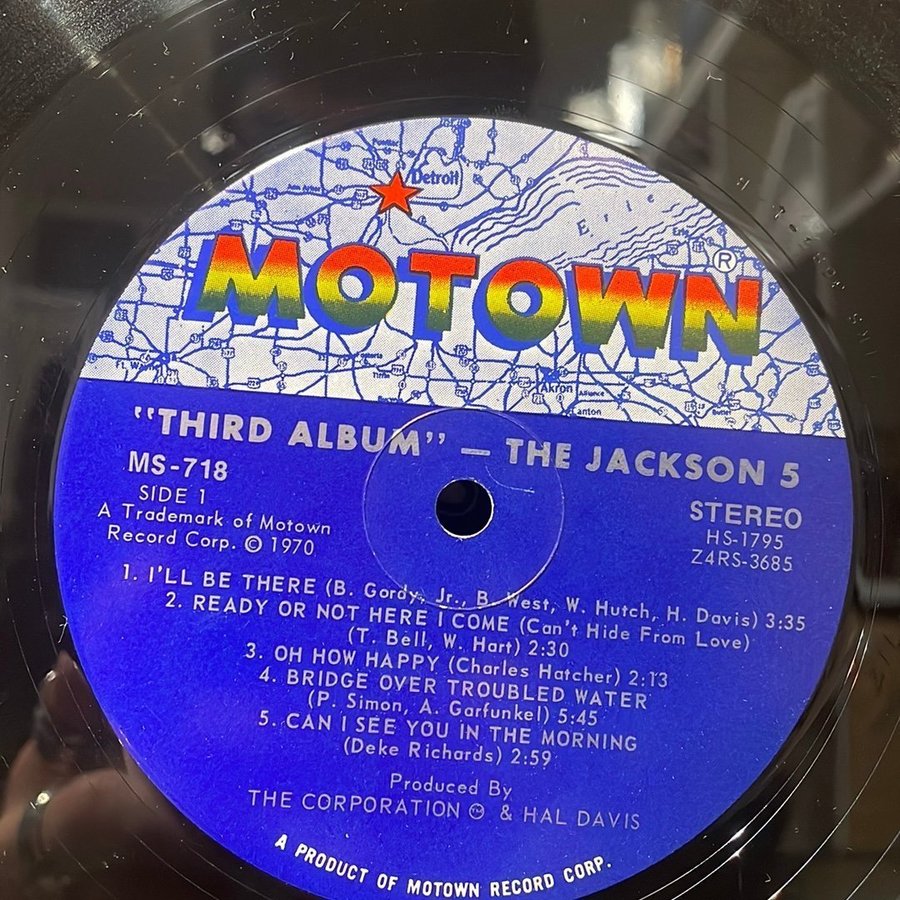 Detroit
Erie
MOTOWN®
Akron
Alliance
Canton
"THIRD ALBUM" — THE JACKSON 5
MS-718
STEREO
SIDE 1
HS-1795
A Trademark of Motown
Z4RS-3685
Record Corp. © 1970
1. I'LL BE THERE (B. Gordy, Jr., B. West, W. Hutch, H. Davis) 3:35
2. READY OR NOT HERE I COME (Can't Hide From Love)
(T. Bell, W. Hart) 2:30
3. OH HOW HAPPY (Charles Hatcher) 2:13
4. BRIDGE OVER TROUBLED WATER
(P. Simon, A. Garfunkel) 5:45
5. CAN I SEE YOU IN THE MORNING
(Deke Richards) 2:59
Produced By
THE CORPORATION ™ & HAL DAVIS
A PRODUCT OF MOTOWN RECORD CORP.